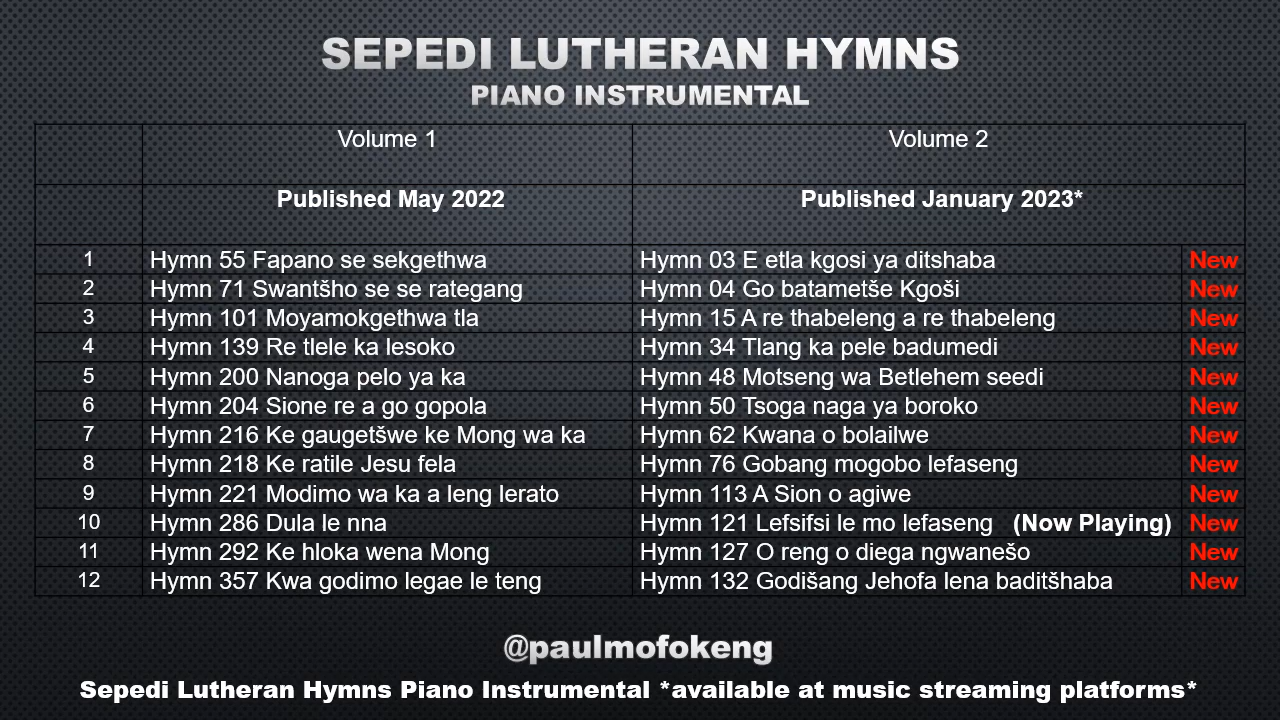 SEPEDI LUTHERAN HYMNS
PIANO INSTRUMENTAL
Volume 1 Volume 2
Published May 2022 Published January 2023*
1 Hymn 55 Fapano se sekgethwa Hymn 03 E etla kgosi ya ditshaba New
2 Hymn 71 Swantšho se se rategang Hymn 04 Go batametše Kgoši New
3 Hymn 101 Moyamokgethwa tla Hymn 15 A re thabeleng a re thabeleng New
4 Hymn 139 Re tlele ka lesoko Hymn 34 Tlang ka pele badumedi New
5 Hymn 200 Nanoga pelo ya ka Hymn 48 Motseng wa Betlehem seedi New
6 Hymn 204 Sione re a go gopola Hymn 50 Tsoga naga ya boroko New
7 Hymn 216 Ke gaugetšwe ke Mong wa ka Hymn 62 Kwana o bolailwe New
8 Hymn 218 Ke ratile Jesu fela Hymn 76 Gobang mogobo lefaseng New
9 Hymn 221 Modimo wa ka a leng lerato Hymn 113 A Sion o agiwe New
10 Hymn 286 Dula le nna Hymn 121 Lefsifsi le mo lefaseng (Now Playing) New
11 Hymn 292 Ke hloka wena Mong Hymn 127 O reng o diega ngwanešo New
12 Hymn 357 Kwa godimo legae le teng Hymn 132 Godišang Jehofa lena baditšhaba New
@paulmofokeng
Sepedi Lutheran Hymns Piano Instrumental *available at music streaming platforms*